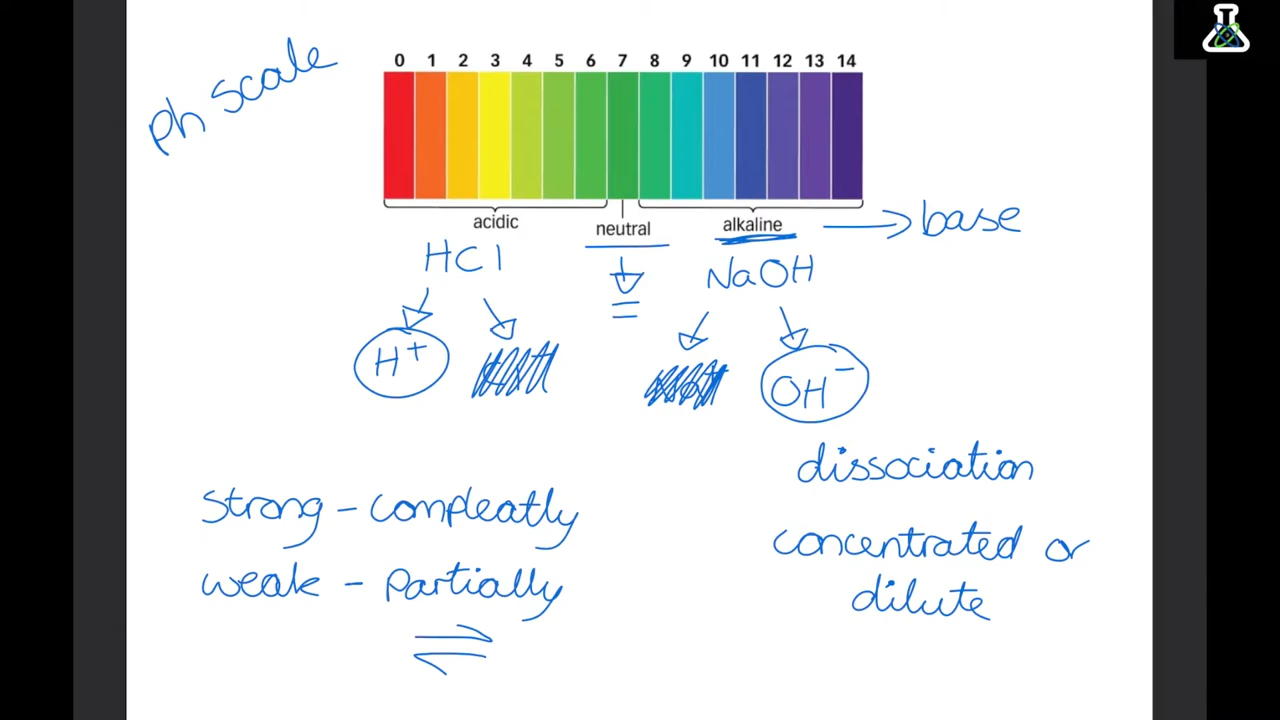 ph scale
0 1 2 3 4 5 6 7 8 9 10 11 12 13 14
acidic neutral alkaline → base
HCl = NaOH
H+ OH-
dissociation
strong - compleatly
concentrated or
weak - partially
dilute
⇌